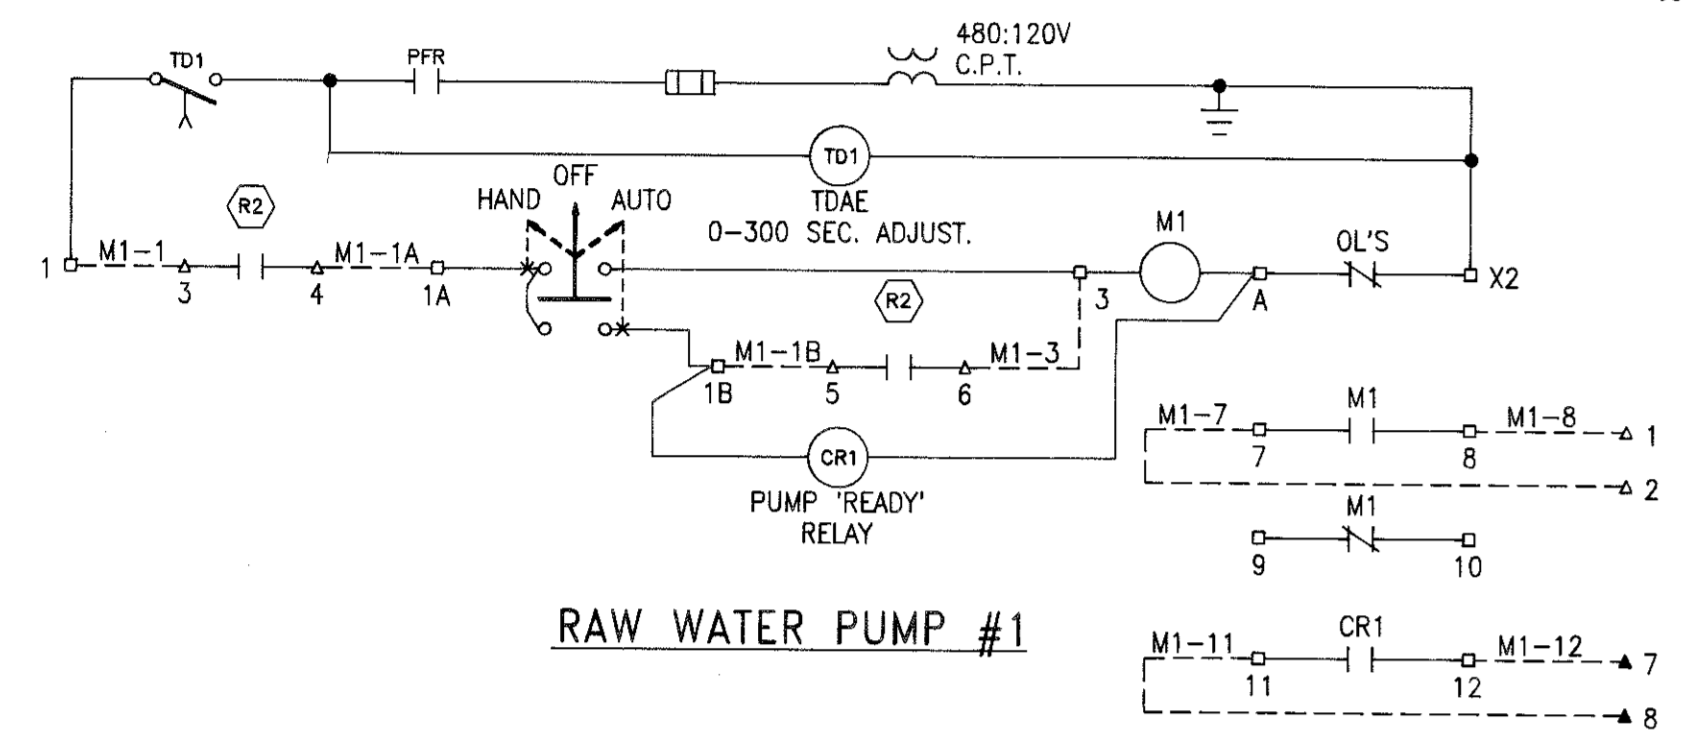 480:120V
C.P.T.
TD1
PFR
TD1
TDAE
0-300 SEC. ADJUST.
OFF
HAND
AUTO
R2
M1
OL'S
1
M1-1
3
4
M1-1A
1A
3
A
X2
R2
M1-1B
M1-3
1B
5
6
CR1
PUMP 'READY'
RELAY
M1-7
M1
M1-8
1
7
8
2
M1
9
10
RAW WATER PUMP #1
CR1
M1-11
M1-12
7
11
12
8